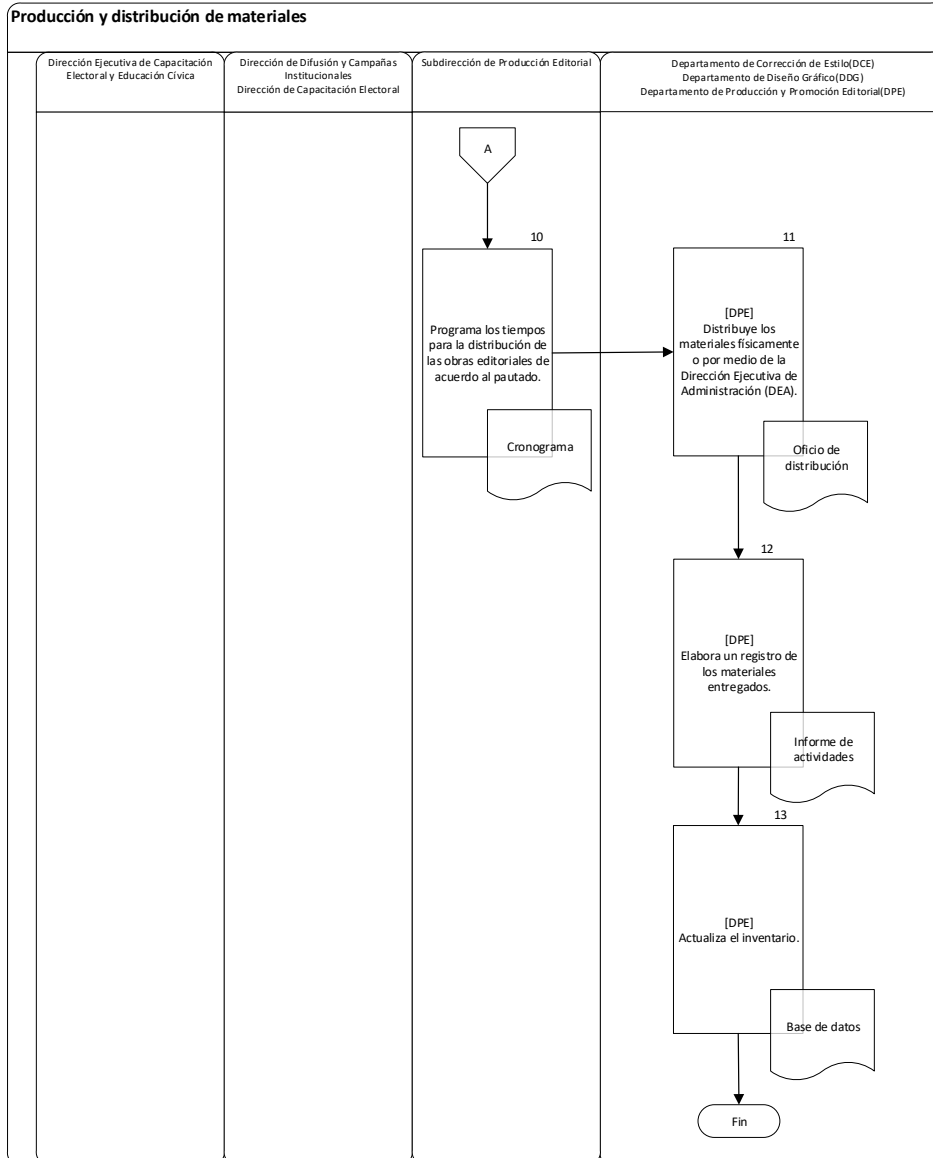 Producción y distribución de materiales
Dirección Ejecutiva de Capacitación
Electoral y Educación Cívica
Dirección de Difusión y Campañas
Institucionales
Dirección de Capacitación Electoral
Subdirección de Producción Editorial
Departamento de Corrección de Estilo(DCE)
Departamento de Diseño Gráfico(DDG)
Departamento de Producción y Promoción Editorial(DPE)
A
10
Programa los tiempos
para la distribución de
las obras editoriales de
acuerdo al pautado.
Cronograma
11
[DPE]
Distribuye los
materiales físicamente
o por medio de la
Dirección Ejecutiva de
Administración (DEA).
Oficio de
distribución
12
[DPE]
Elabora un registro de
los materiales
entregados.
Informe de
actividades
13
[DPE]
Actualiza el inventario.
Base de datos
Fin